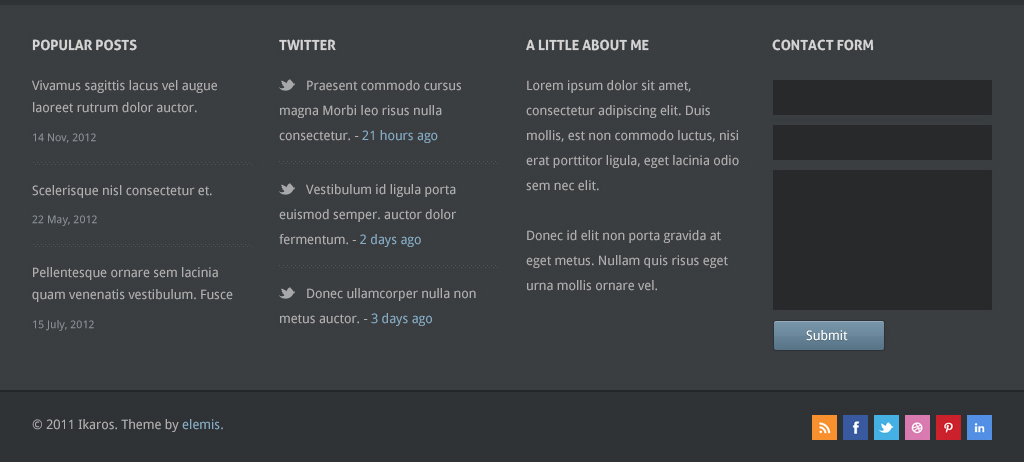 POPULAR POSTS
Vivamus sagittis lacus vel augue
laoreet rutrum dolor auctor.
14 Nov, 2012
Scelerisque nisl consectetur et.
22 May, 2012
Pellentesque ornare sem lacinia
quam venenatis vestibulum. Fusce
15 July, 2012
TWITTER
Praesent commodo cursus
magna Morbi leo risus nulla
consectetur. - 21 hours ago
Vestibulum id ligula porta
euismod semper. auctor dolor
fermentum. - 2 days ago
Donec ullamcorper nulla non
metus auctor. - 3 days ago
A LITTLE ABOUT ME
Lorem ipsum dolor sit amet,
consectetur adipiscing elit. Duis
mollis, est non commodo luctus, nisi
erat porttitor ligula, eget lacinia odio
sem nec elit.
Donec id elit non porta gravida at
eget metus. Nullam quis risus eget
urna mollis ornare vel.
CONTACT FORM
Submit
© 2011 Ikaros. Theme by elemis.